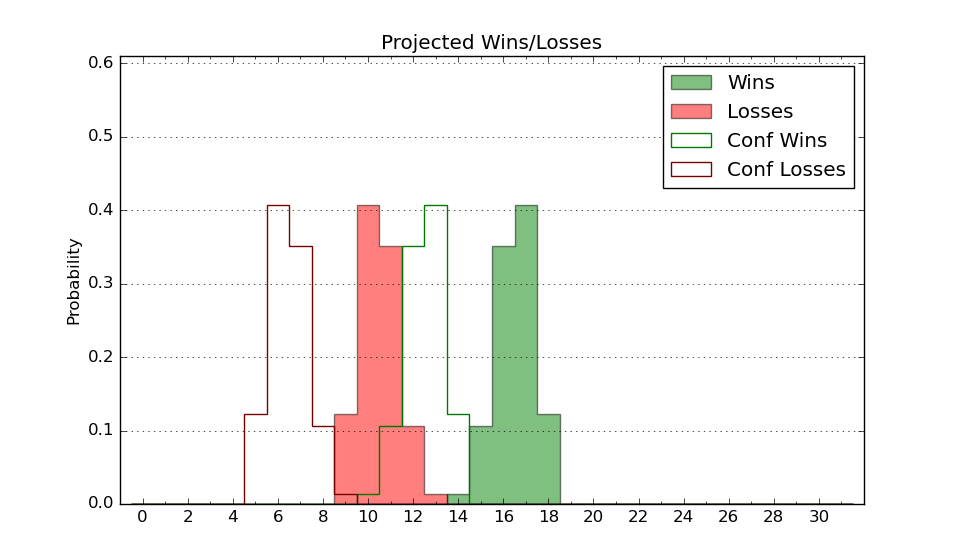 Projected Wins/Losses
0.6
0.5
0.4
0.3
0.2
0.1
0.0
Probability
Wins
Losses
Conf Wins
Conf Losses
0 2 4 6 8 10 12 14 16 18 20 22 24 26 28 30